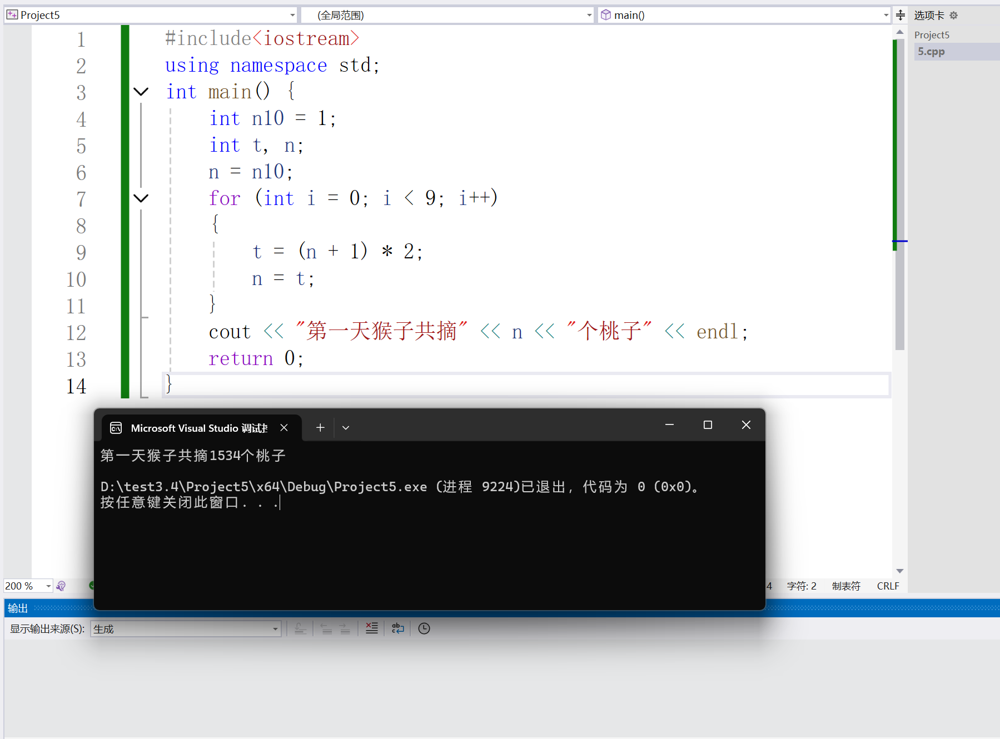 Project5
(全局范围)
main()
选项卡
Project5
5.cpp
1 #include<iostream>
2 using namespace std;
3 int main() {
4 int n10 = 1;
5 int t, n;
6 n = n10;
7 for (int i = 0; i < 9; i++)
8 {
9 t = (n + 1) * 2;
10 n = t;
11 }
12 cout << "第一天猴子共摘" << n << "个桃子" << endl;
13 return 0;
14 }
Microsoft Visual Studio 调试
第一天猴子共摘1534个桃子
D:\test3.4\Project5\x64\Debug\Project5.exe (进程 9224)已退出，代码为 0 (0x0)。
按任意键关闭此窗口. . .
200 %
4 字符: 2 制表符 CRLF
输出
显示输出来源(S): 生成